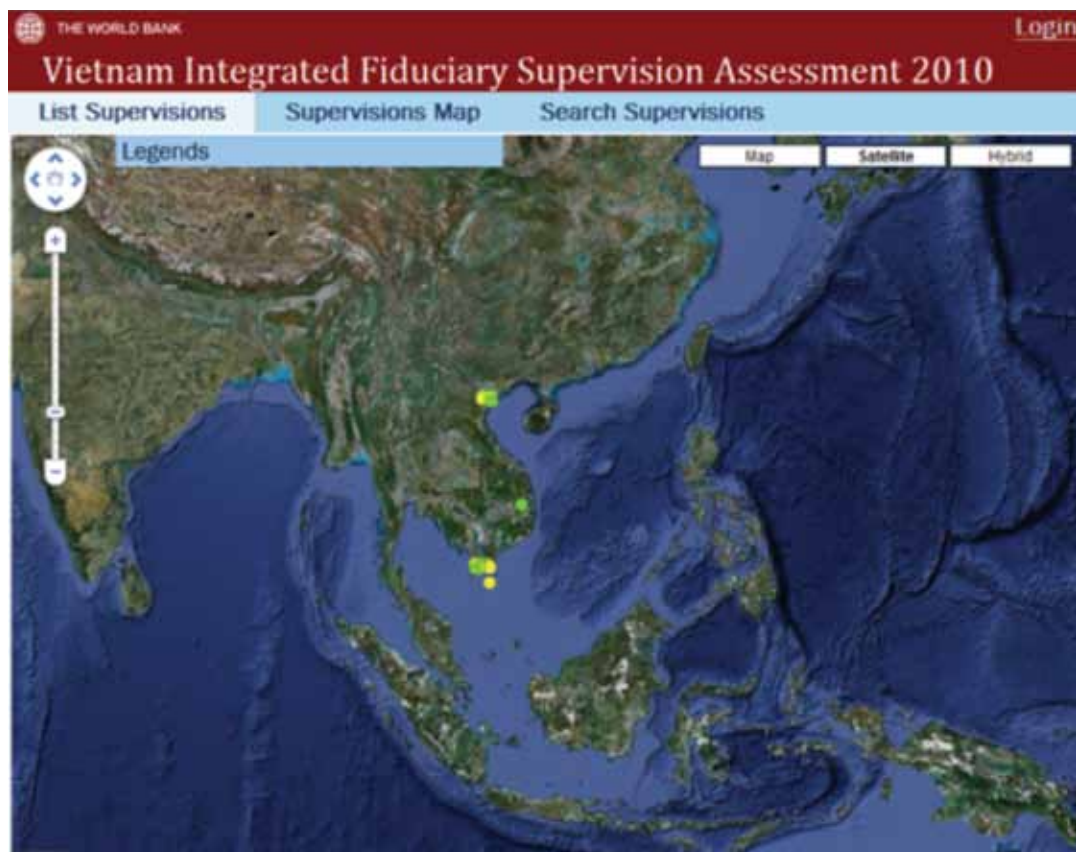 THE WORLD BANK
Login
Vietnam Integrated Fiduciary Supervision Assessment 2010
List Supervisions
Supervisions Map
Search Supervisions
Legends
Map
Satellite
Hybrid